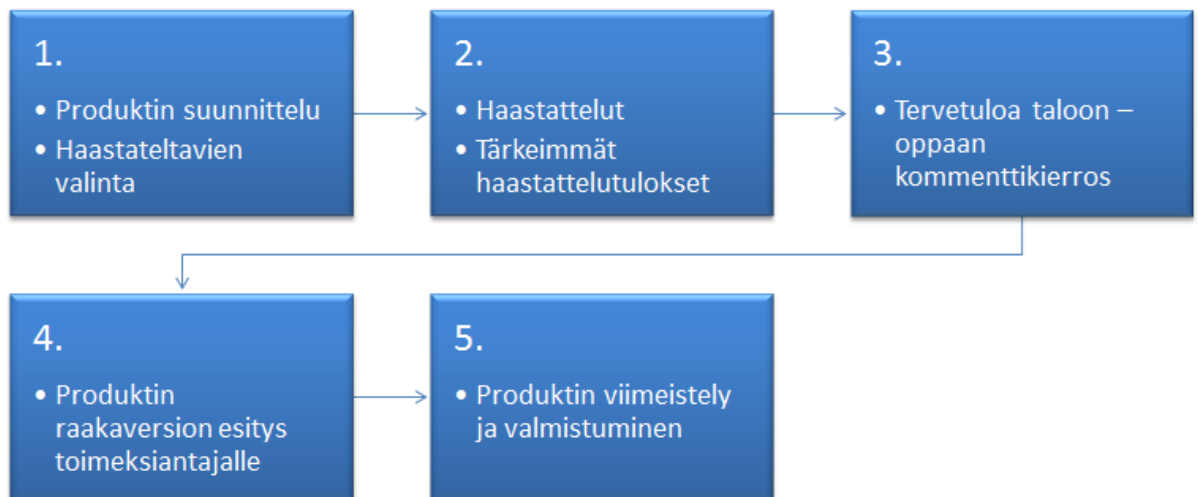 1.
• Produktin suunnittelu
• Haastateltavien
valinta
2.
• Haastattelut
• Tärkeimmät
haastattelutulokset
3.
• Tervetuloa taloon –
oppaan
kommenttikierros
4.
• Produktin
raakaversion esitys
toimeksiantajalle
5.
• Produktin viimeistely
ja valmistuminen